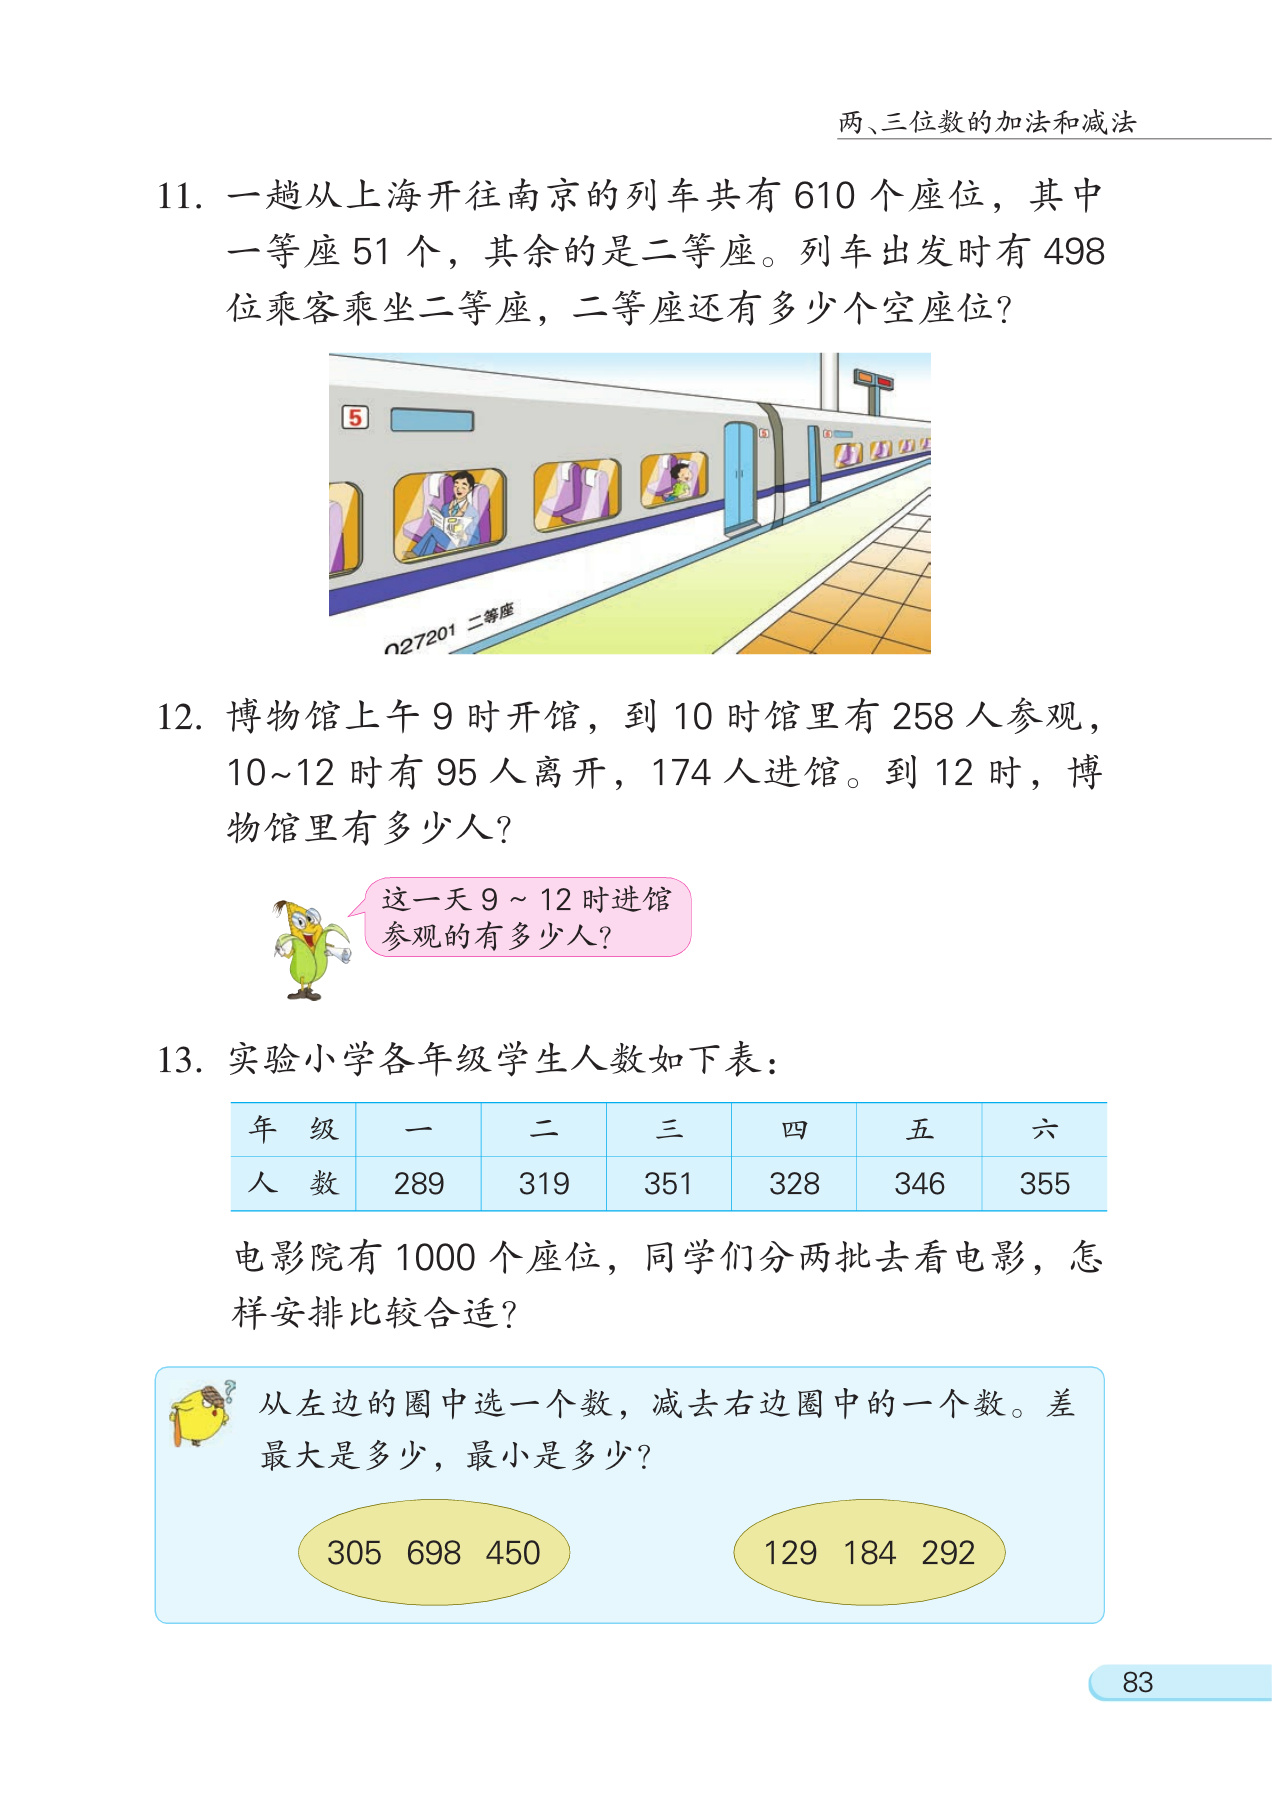 两、三位数的加法和减法
11. 一趟从上海开往南京的列车共有 610 个座位，其中
一等座 51 个，其余的是二等座。列车出发时有 498
位乘客乘坐二等座，二等座还有多少个空座位？
5
5
6
027201 二等座
12. 博物馆上午 9 时开馆，到 10 时馆里有 258 人参观，
10~12 时有 95 人离开，174 人进馆。到 12 时，博
物馆里有多少人？
这一天 9 ~ 12 时进馆
参观的有多少人？
13. 实验小学各年级学生人数如下表：
年 级 一 二 三 四 五 六
人 数 289 319 351 328 346 355
电影院有 1000 个座位，同学们分两批去看电影，怎
样安排比较合适？
?
从左边的圈中选一个数，减去右边圈中的一个数。差
最大是多少，最小是多少？
305 698 450 129 184 292
83